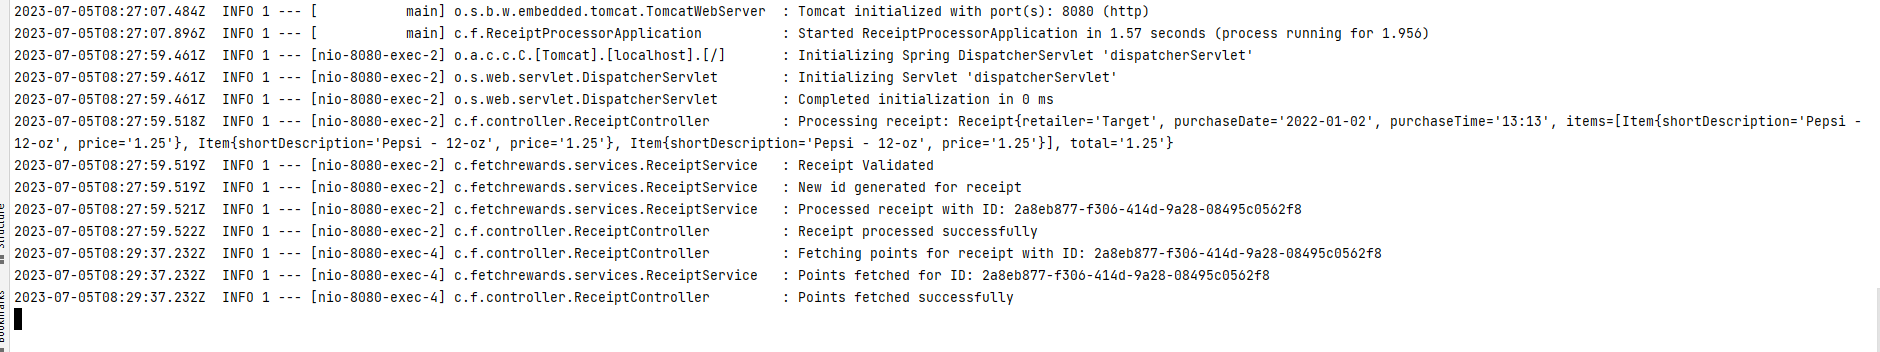 2023-07-05T08:27:07.484Z  INFO 1 --- [           main] o.s.b.w.embedded.tomcat.TomcatWebServer  : Tomcat initialized with port(s): 8080 (http)
2023-07-05T08:27:07.896Z  INFO 1 --- [           main] c.f.ReceiptProcessorApplication          : Started ReceiptProcessorApplication in 1.57 seconds (process running for 1.956)
2023-07-05T08:27:59.461Z  INFO 1 --- [nio-8080-exec-2] o.a.c.c.C.[Tomcat].[localhost].[/]       : Initializing Spring DispatcherServlet 'dispatcherServlet'
2023-07-05T08:27:59.461Z  INFO 1 --- [nio-8080-exec-2] o.s.web.servlet.DispatcherServlet        : Initializing Servlet 'dispatcherServlet'
2023-07-05T08:27:59.461Z  INFO 1 --- [nio-8080-exec-2] o.s.web.servlet.DispatcherServlet        : Completed initialization in 0 ms
2023-07-05T08:27:59.518Z  INFO 1 --- [nio-8080-exec-2] c.f.controller.ReceiptController         : Processing receipt: Receipt{retailer='Target', purchaseDate='2022-01-02', purchaseTime='13:13', items=[Item{shortDescription='Pepsi -
12-oz', price='1.25'}, Item{shortDescription='Pepsi - 12-oz', price='1.25'}, Item{shortDescription='Pepsi - 12-oz', price='1.25'}], total='1.25'}
2023-07-05T08:27:59.519Z  INFO 1 --- [nio-8080-exec-2] c.fetchrewards.services.ReceiptService   : Receipt Validated
2023-07-05T08:27:59.519Z  INFO 1 --- [nio-8080-exec-2] c.fetchrewards.services.ReceiptService   : New id generated for receipt
2023-07-05T08:27:59.521Z  INFO 1 --- [nio-8080-exec-2] c.fetchrewards.services.ReceiptService   : Processed receipt with ID: 2a8eb877-f306-414d-9a28-08495c0562f8
2023-07-05T08:27:59.522Z  INFO 1 --- [nio-8080-exec-2] c.f.controller.ReceiptController         : Receipt processed successfully
2023-07-05T08:29:37.232Z  INFO 1 --- [nio-8080-exec-4] c.f.controller.ReceiptController         : Fetching points for receipt with ID: 2a8eb877-f306-414d-9a28-08495c0562f8
2023-07-05T08:29:37.232Z  INFO 1 --- [nio-8080-exec-4] c.fetchrewards.services.ReceiptService   : Points fetched for ID: 2a8eb877-f306-414d-9a28-08495c0562f8
2023-07-05T08:29:37.232Z  INFO 1 --- [nio-8080-exec-4] c.f.controller.ReceiptController         : Points fetched successfully